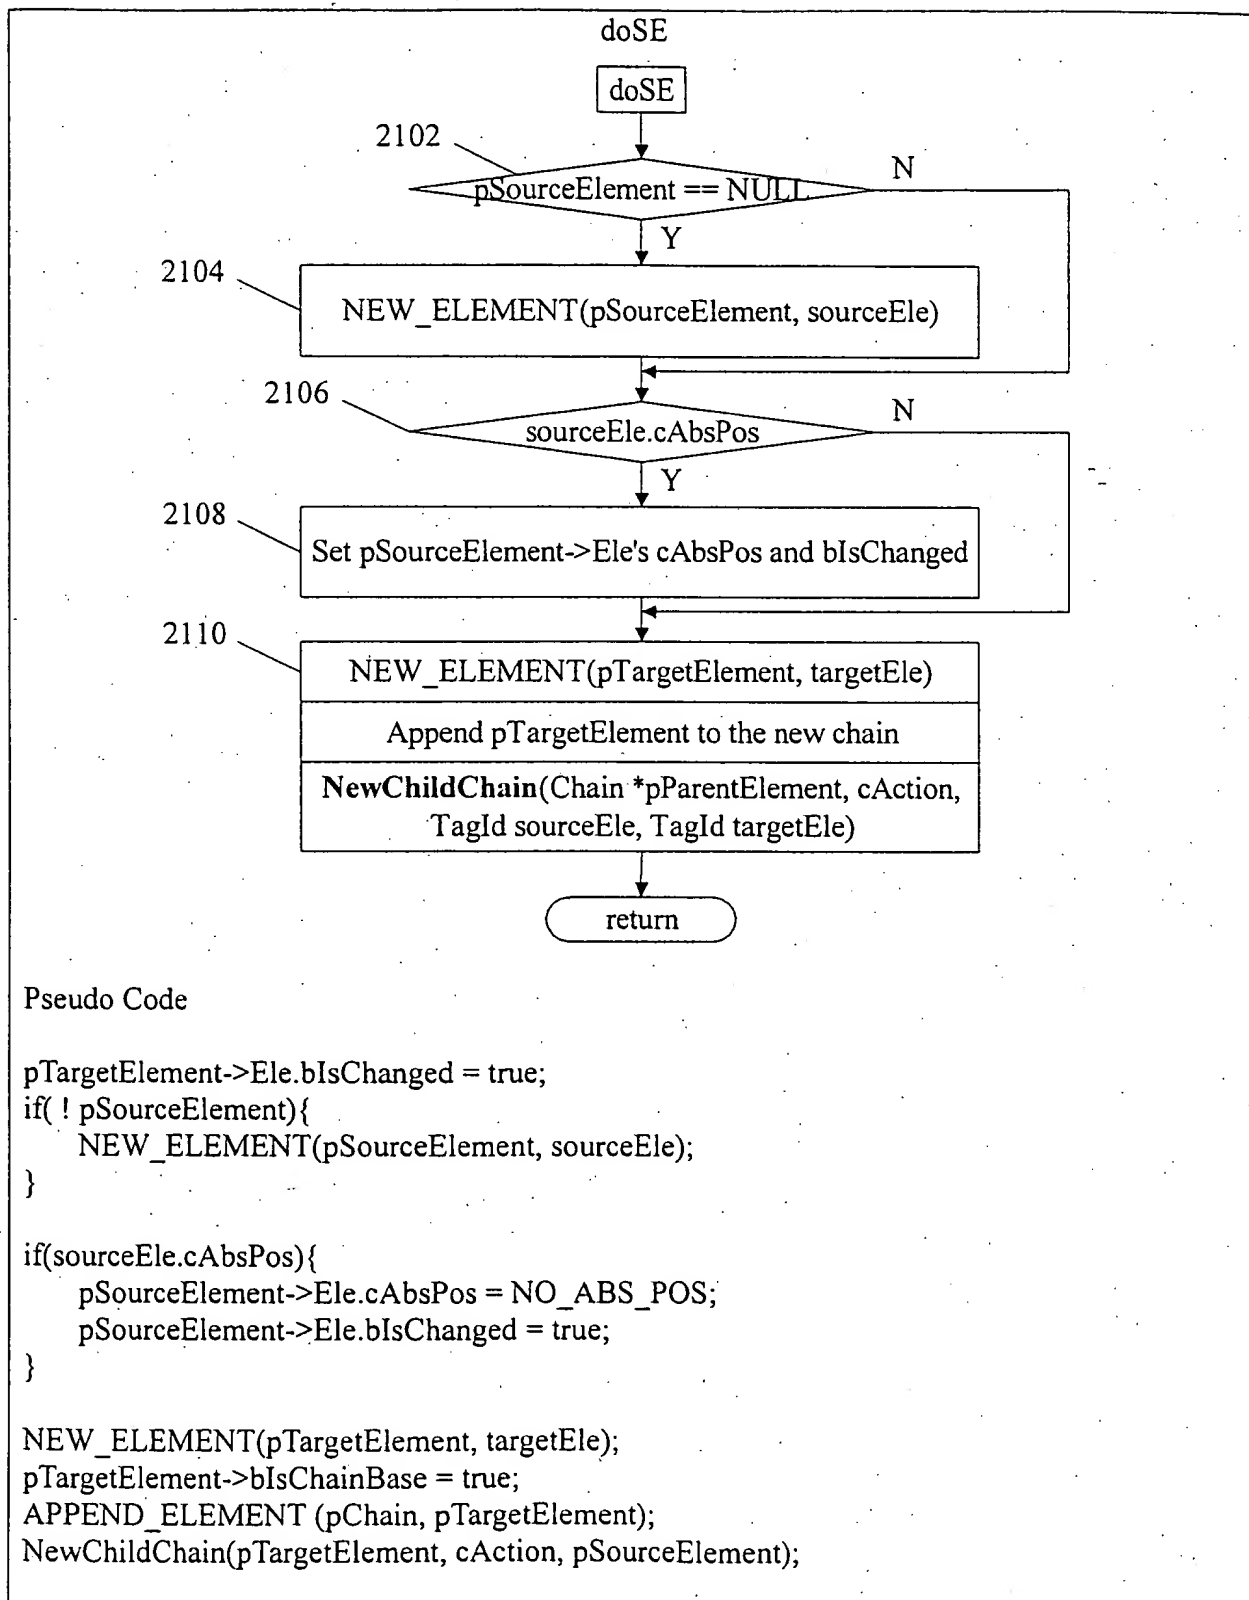 doSE
doSE
2102
N
pSourceElement == NULL
Y
2104
NEW_ELEMENT(pSourceElement, sourceEle)
2106
N
sourceEle.cAbsPos
Y
2108
Set pSourceElement->Ele's cAbsPos and bIsChanged
2110
NEW_ELEMENT(pTargetElement, targetEle)
Append pTargetElement to the new chain
NewChildChain(Chain *pParentElement, cAction,
TagId sourceEle, TagId targetEle)
return
Pseudo Code
pTargetElement->Ele.bIsChanged = true;
if( ! pSourceElement){
NEW_ELEMENT(pSourceElement, sourceEle);
}
if(sourceEle.cAbsPos){
pSourceElement->Ele.cAbsPos = NO_ABS_POS;
pSourceElement->Ele.bIsChanged = true;
}
NEW_ELEMENT(pTargetElement, targetEle);
pTargetElement->bIsChainBase = true;
APPEND_ELEMENT (pChain, pTargetElement);
NewChildChain(pTargetElement, cAction, pSourceElement);